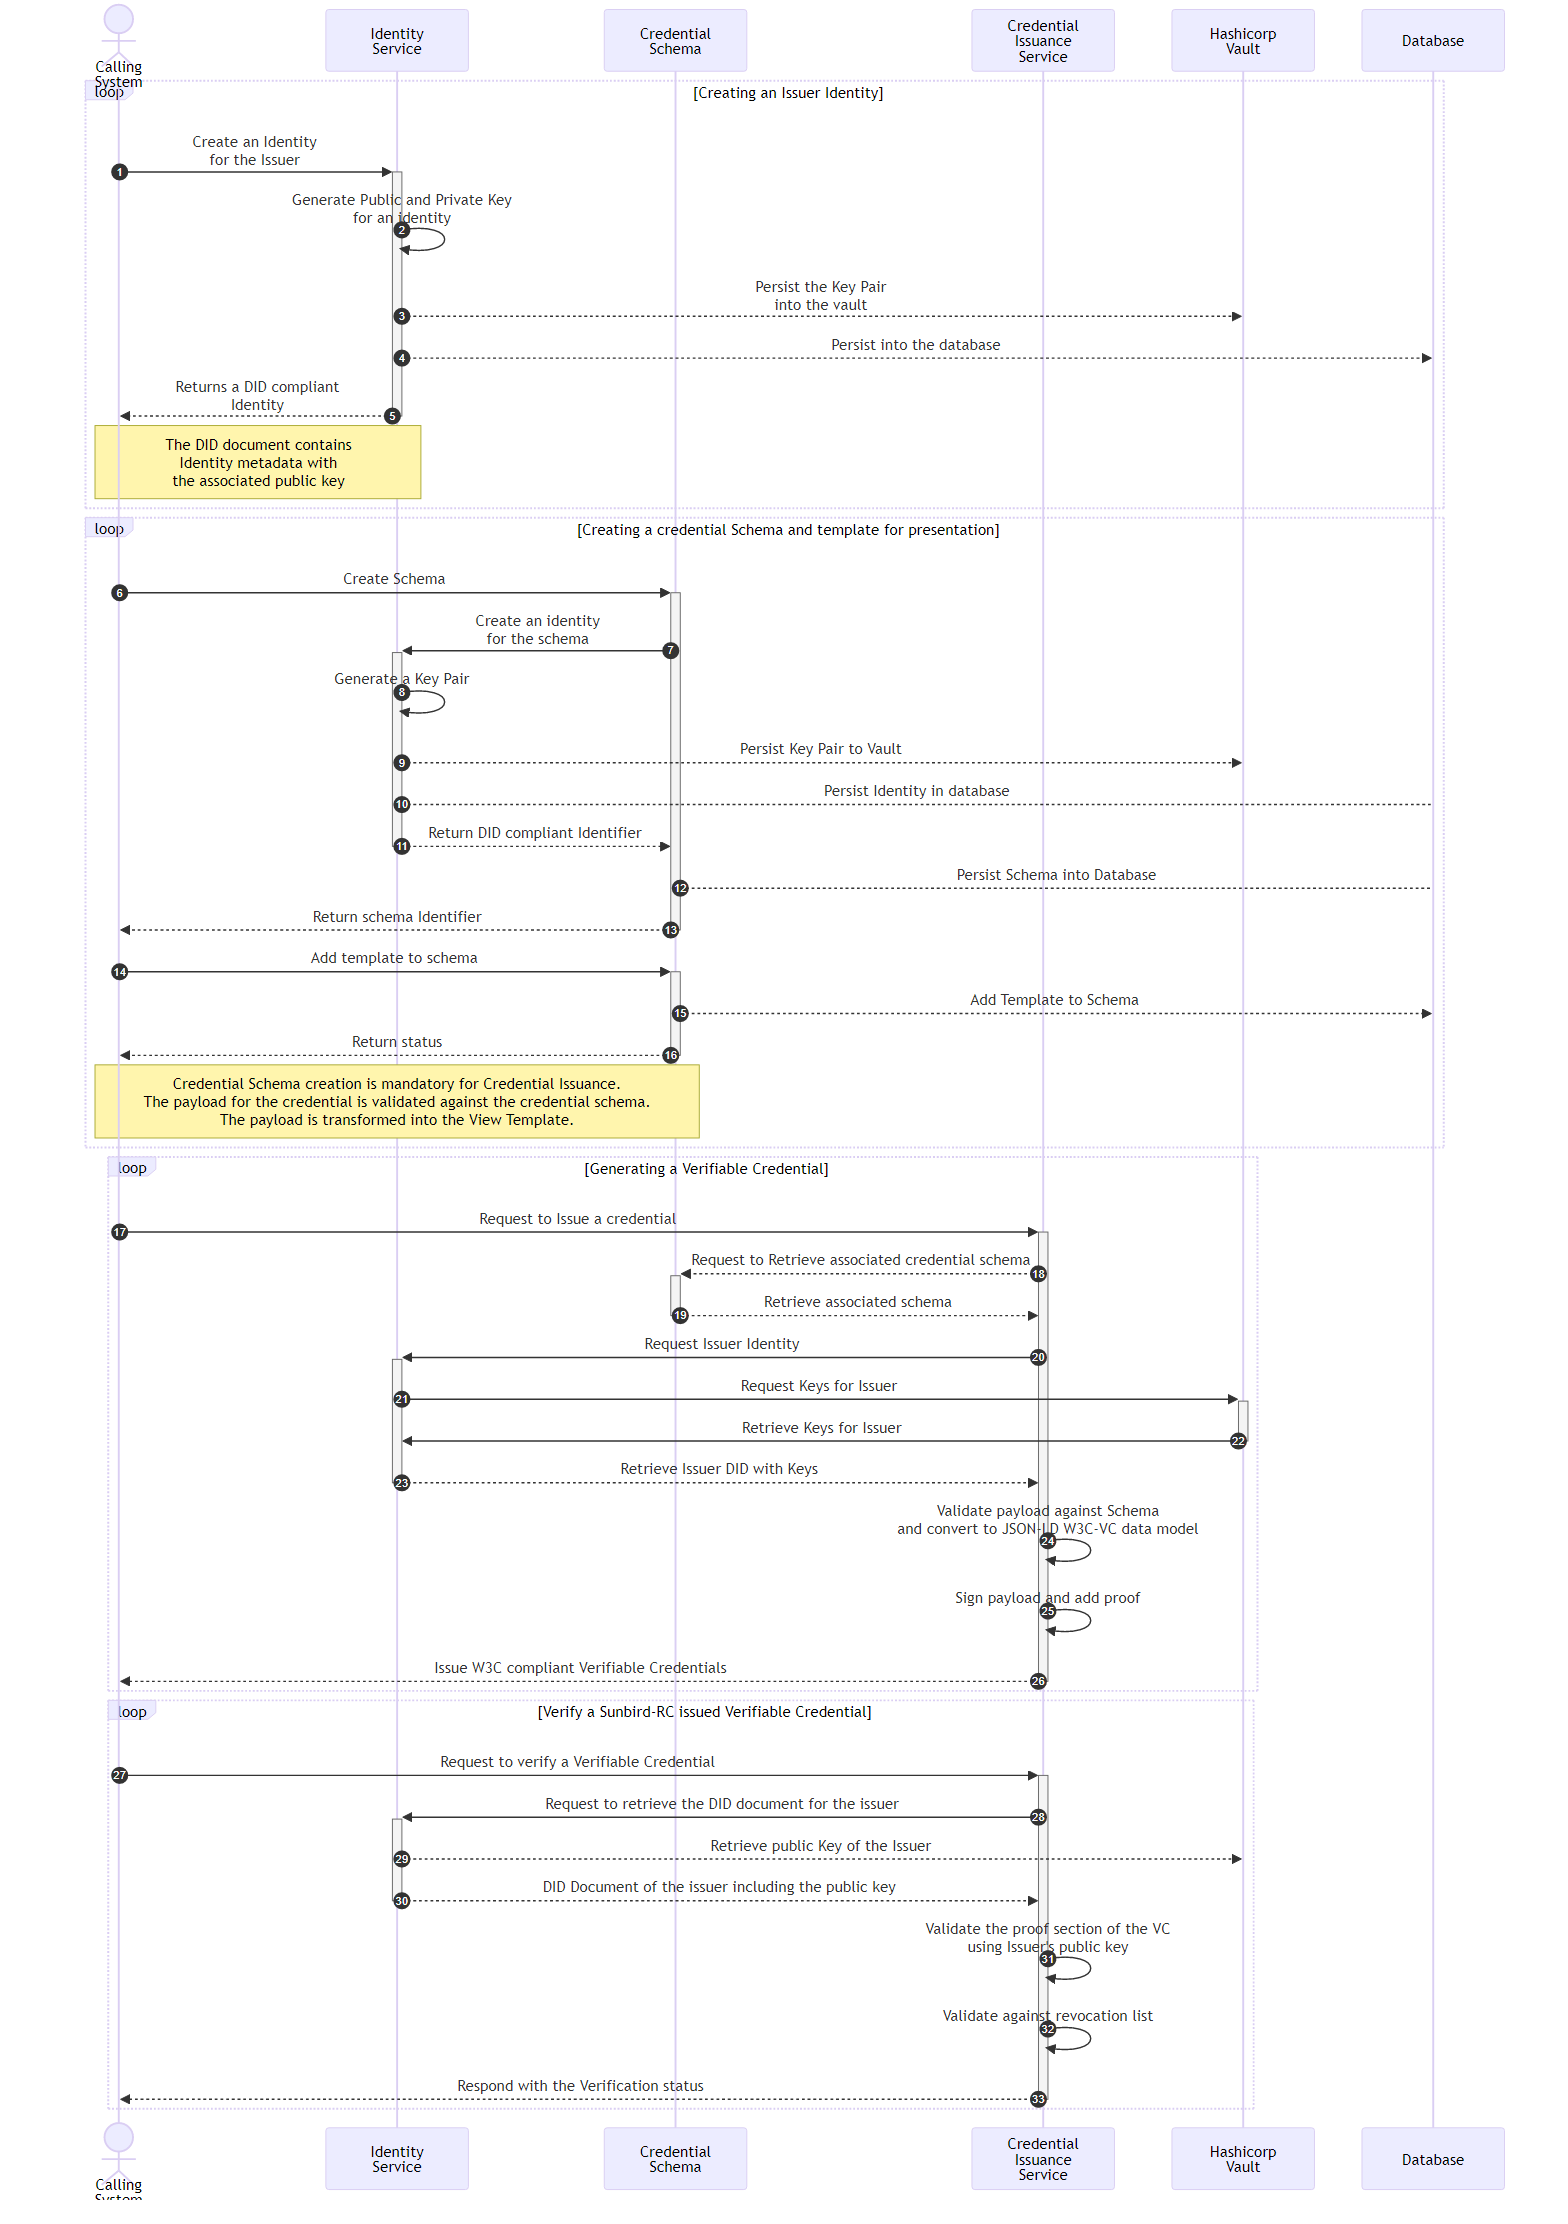 Calling
System
Identity
Service
Credential
Schema
Credential
Issuance
Service
Hashicorp
Vault
Database
loop
[Creating an Issuer Identity]
Create an Identity
for the Issuer
1
Generate Public and Private Key
for an identity
2
Persist the Key Pair
into the vault
3
Persist into the database
4
Returns a DID compliant
Identity
5
The DID document contains
Identity metadata with
the associated public key
loop
[Creating a credential Schema and template for presentation]
Create Schema
6
Create an identity
for the schema
7
Generate a Key Pair
8
Persist Key Pair to Vault
9
Persist Identity in database
10
Return DID compliant Identifier
11
Persist Schema into Database
12
Return schema Identifier
13
Add template to schema
14
Add Template to Schema
15
Return status
16
Credential Schema creation is mandatory for Credential Issuance.
The payload for the credential is validated against the credential schema.
The payload is transformed into the View Template.
loop
[Generating a Verifiable Credential]
Request to Issue a credential
17
Request to Retrieve associated credential schema
18
Retrieve associated schema
19
Request Issuer Identity
20
Request Keys for Issuer
21
Retrieve Keys for Issuer
22
Retrieve Issuer DID with Keys
23
Validate payload against Schema
and convert to JSON-LD W3C-VC data model
24
Sign payload and add proof
25
Issue W3C compliant Verifiable Credentials
26
loop
[Verify a Sunbird-RC issued Verifiable Credential]
Request to verify a Verifiable Credential
27
Request to retrieve the DID document for the issuer
28
Retrieve public Key of the Issuer
29
DID Document of the issuer including the public key
30
Validate the proof section of the VC
using Issuer's public key
31
Validate against revocation list
32
Respond with the Verification status
33
Calling
System
Identity
Service
Credential
Schema
Credential
Issuance
Service
Hashicorp
Vault
Database